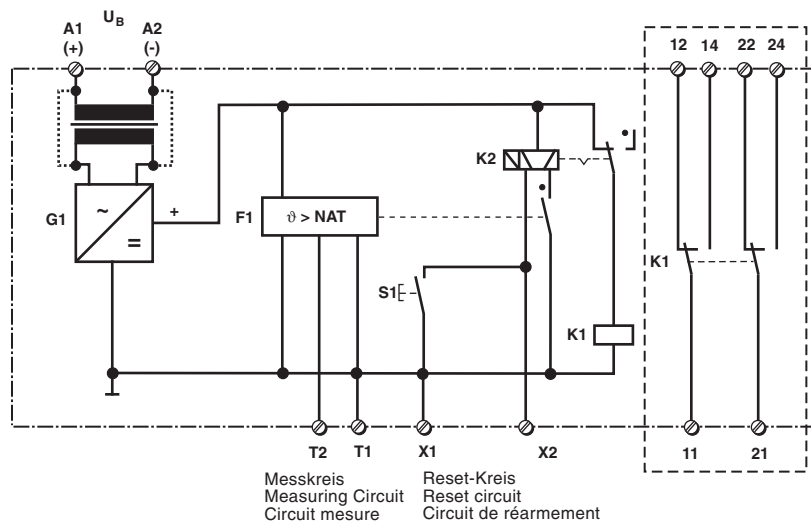 U_B
A1 A2 12 14 22 24
(+) (-)
K2
G1 ~ + F1 ϑ > NAT
=
K1
S1
K1
T2 T1 X1 X2 11 21
Messkreis Reset-Kreis
Measuring Circuit Reset circuit
Circuit mesure Circuit de réarmement